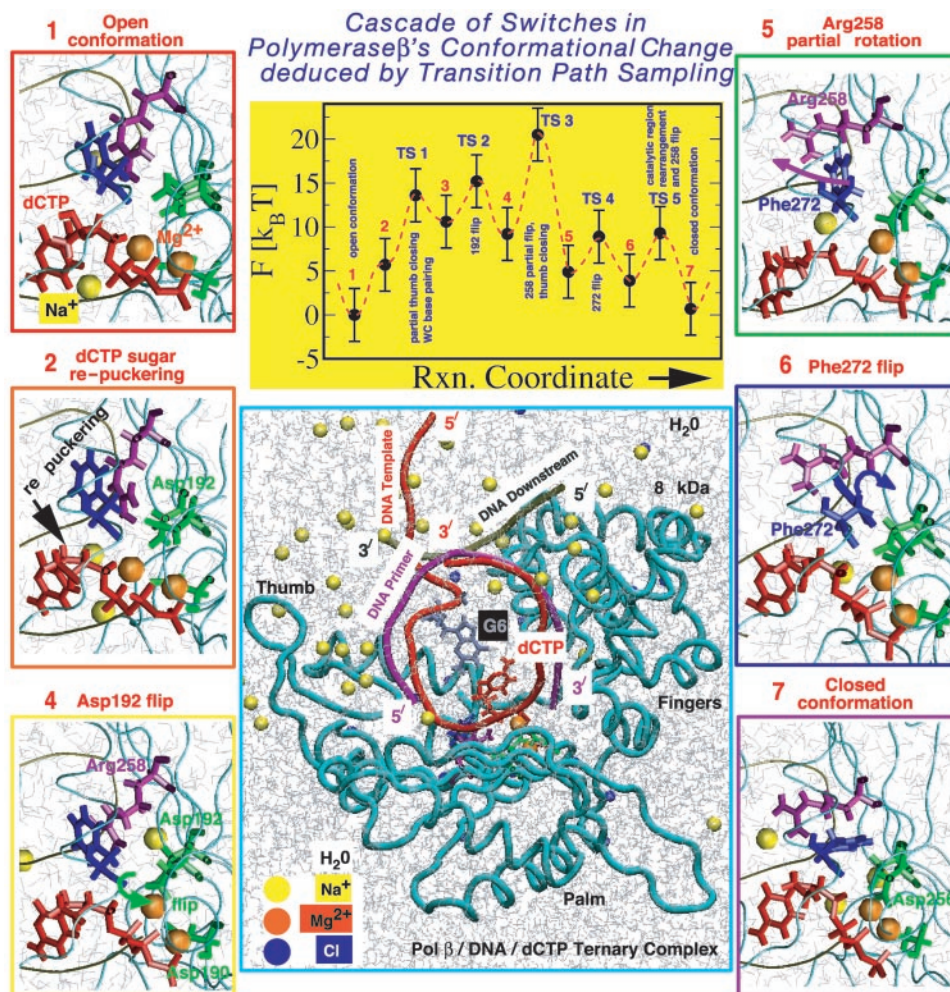 1 Open
conformation
dCTP
Mg2+
Na+
2 dCTP sugar
re-puckering
re puckering
Asp192
4 Asp192 flip
Arg258
Asp192
flip
Asp190
Cascade of Switches in
Polymeraseβ's Conformational Change
deduced by Transition Path Sampling
F [kBT]
20
15
10
5
0
-5
1
open conformation
2
TS 1
partial thumb closing
WC base pairing
3
TS 2
192 flip
4
TS 3
258 partial flip,
thumb closing
5
TS 4
272 flip
6
catalytic region
rearrangement
and 258 flip
TS 5
7
closed conformation
Rxn. Coordinate
5′
H20
DNA Template
DNA Downstream
8 kDa
5′
3′
3′
DNA Primer
Thumb
G6
dCTP
5′
3′
Fingers
H20
Na+
Mg2+
Cl
Palm
Pol β / DNA / dCTP Ternary Complex
5 Arg258
partial rotation
Arg258
Phe272
6 Phe272 flip
Phe272
7 Closed
conformation
Asp256